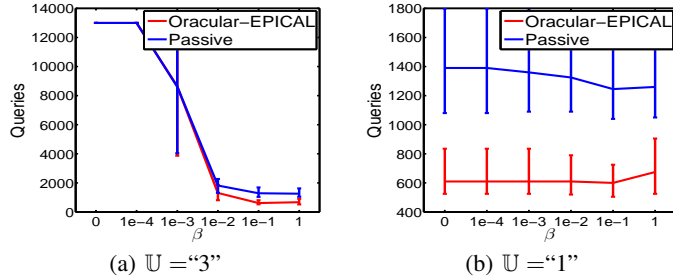 14000
12000
10000
8000
6000
4000
2000
0
Queries
Oracular-EPICAL
Passive
0 1e-4 1e-3 1e-2 1e-1 1
β
(a) 𝕌 =“3”
1800
1600
1400
1200
1000
800
600
400
Queries
Oracular-EPICAL
Passive
0 1e-4 1e-3 1e-2 1e-1 1
β
(b) 𝕌 =“1”